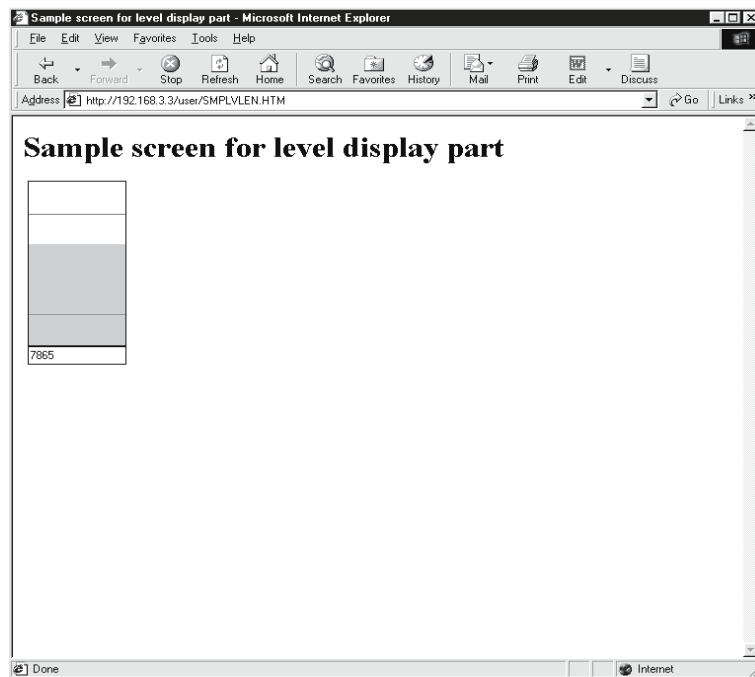 Sample screen for level display part - Microsoft Internet Explorer
File Edit View Favorites Tools Help
Back Forward Stop Refresh Home Search Favorites History Mail Print Edit Discuss
Address http://192.168.3.3/user/SMPLVLEN.HTM Go Links »
Sample screen for level display part
7865
Done Internet